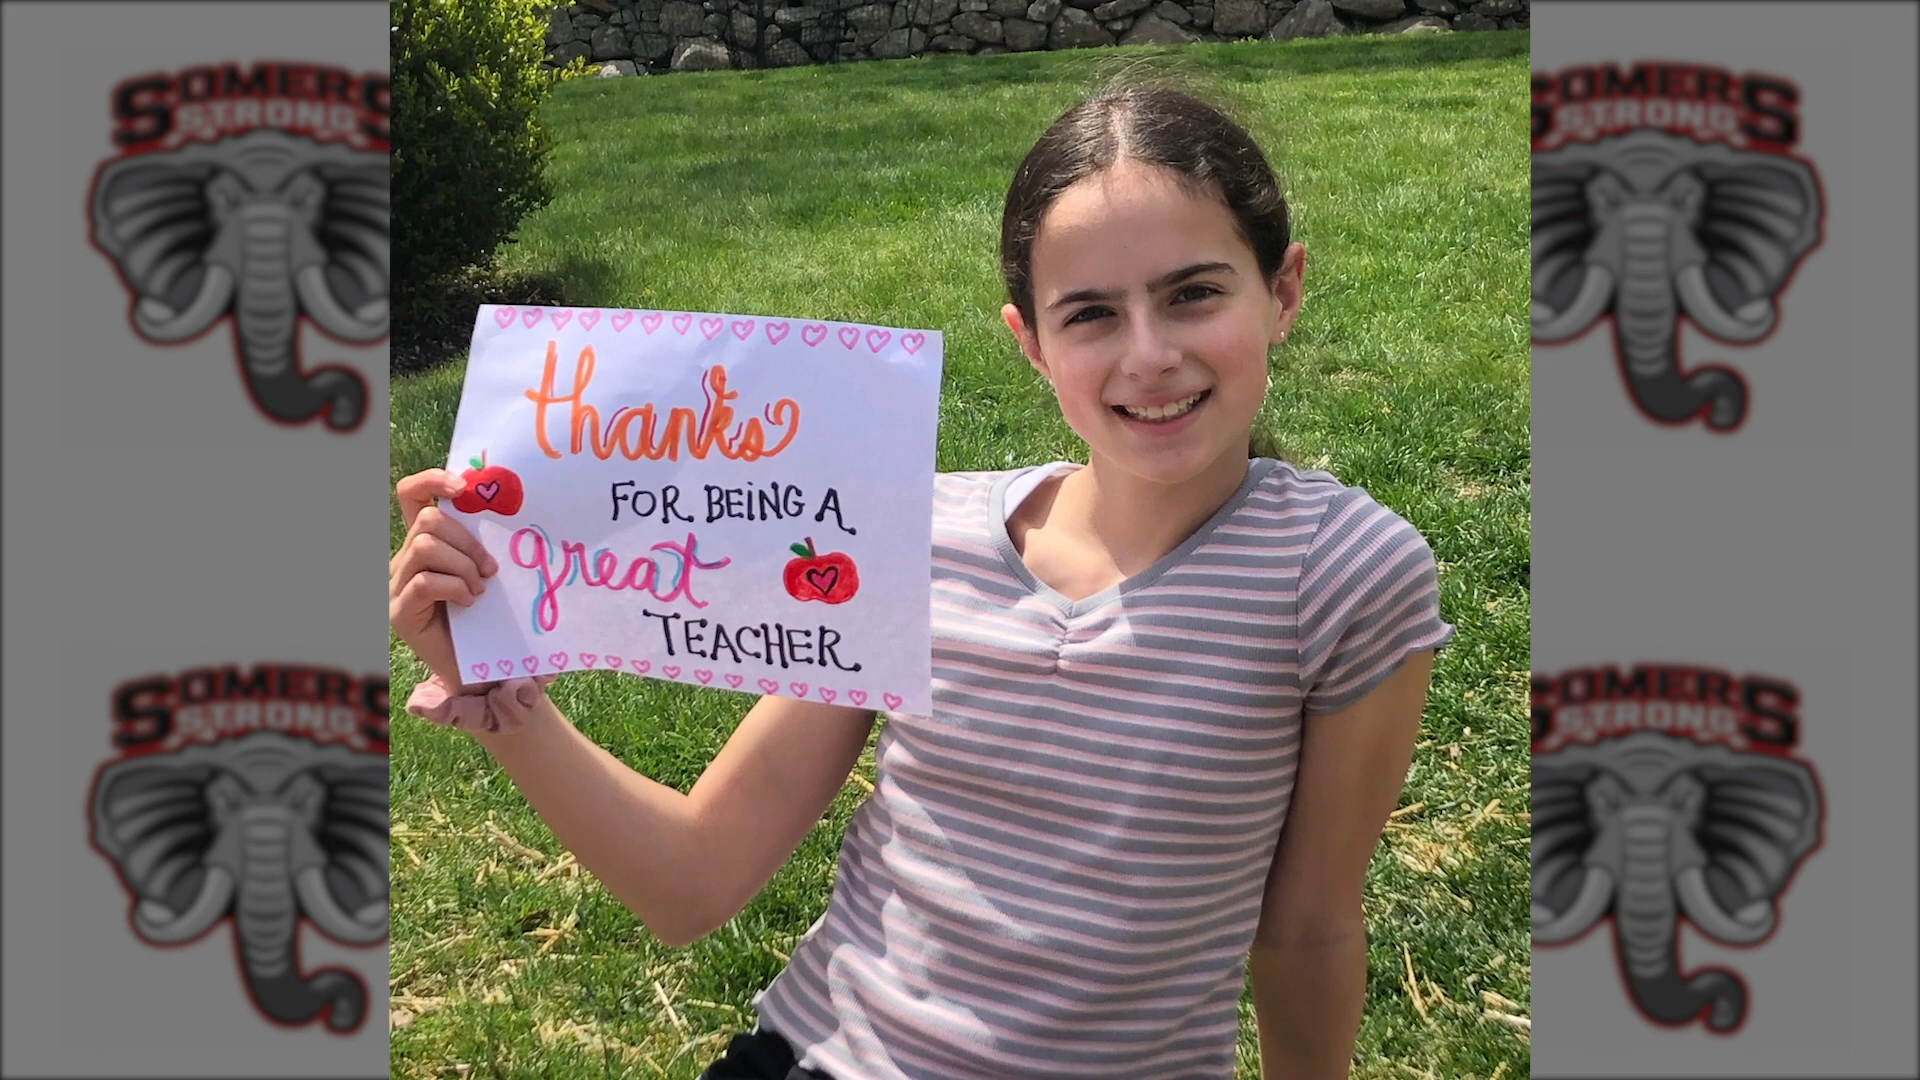 SOMERS
STRONG
thanks
FOR BEING A
great
TEACHER
SOMERS
STRONG
SOMERS
STRONG
SOMERS
STRONG